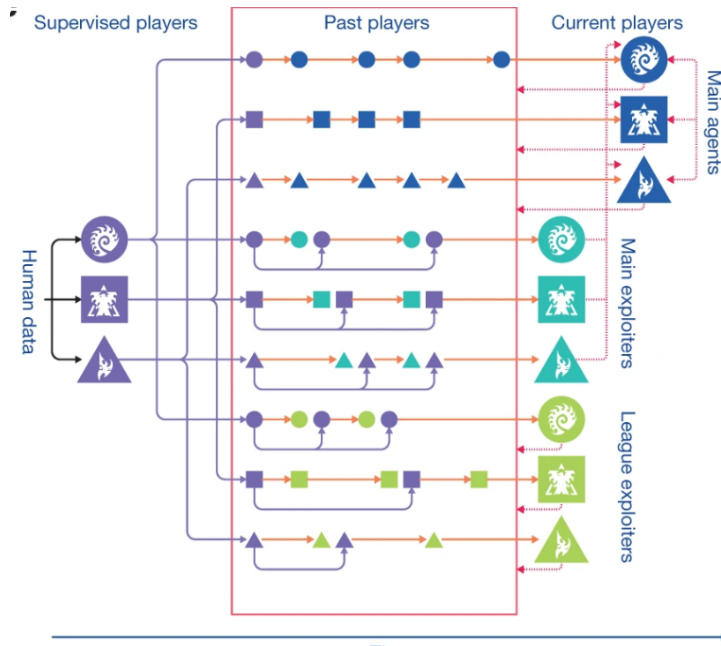 Supervised players
Past players
Current players
Human data
Main agents
Main exploiters
League exploiters